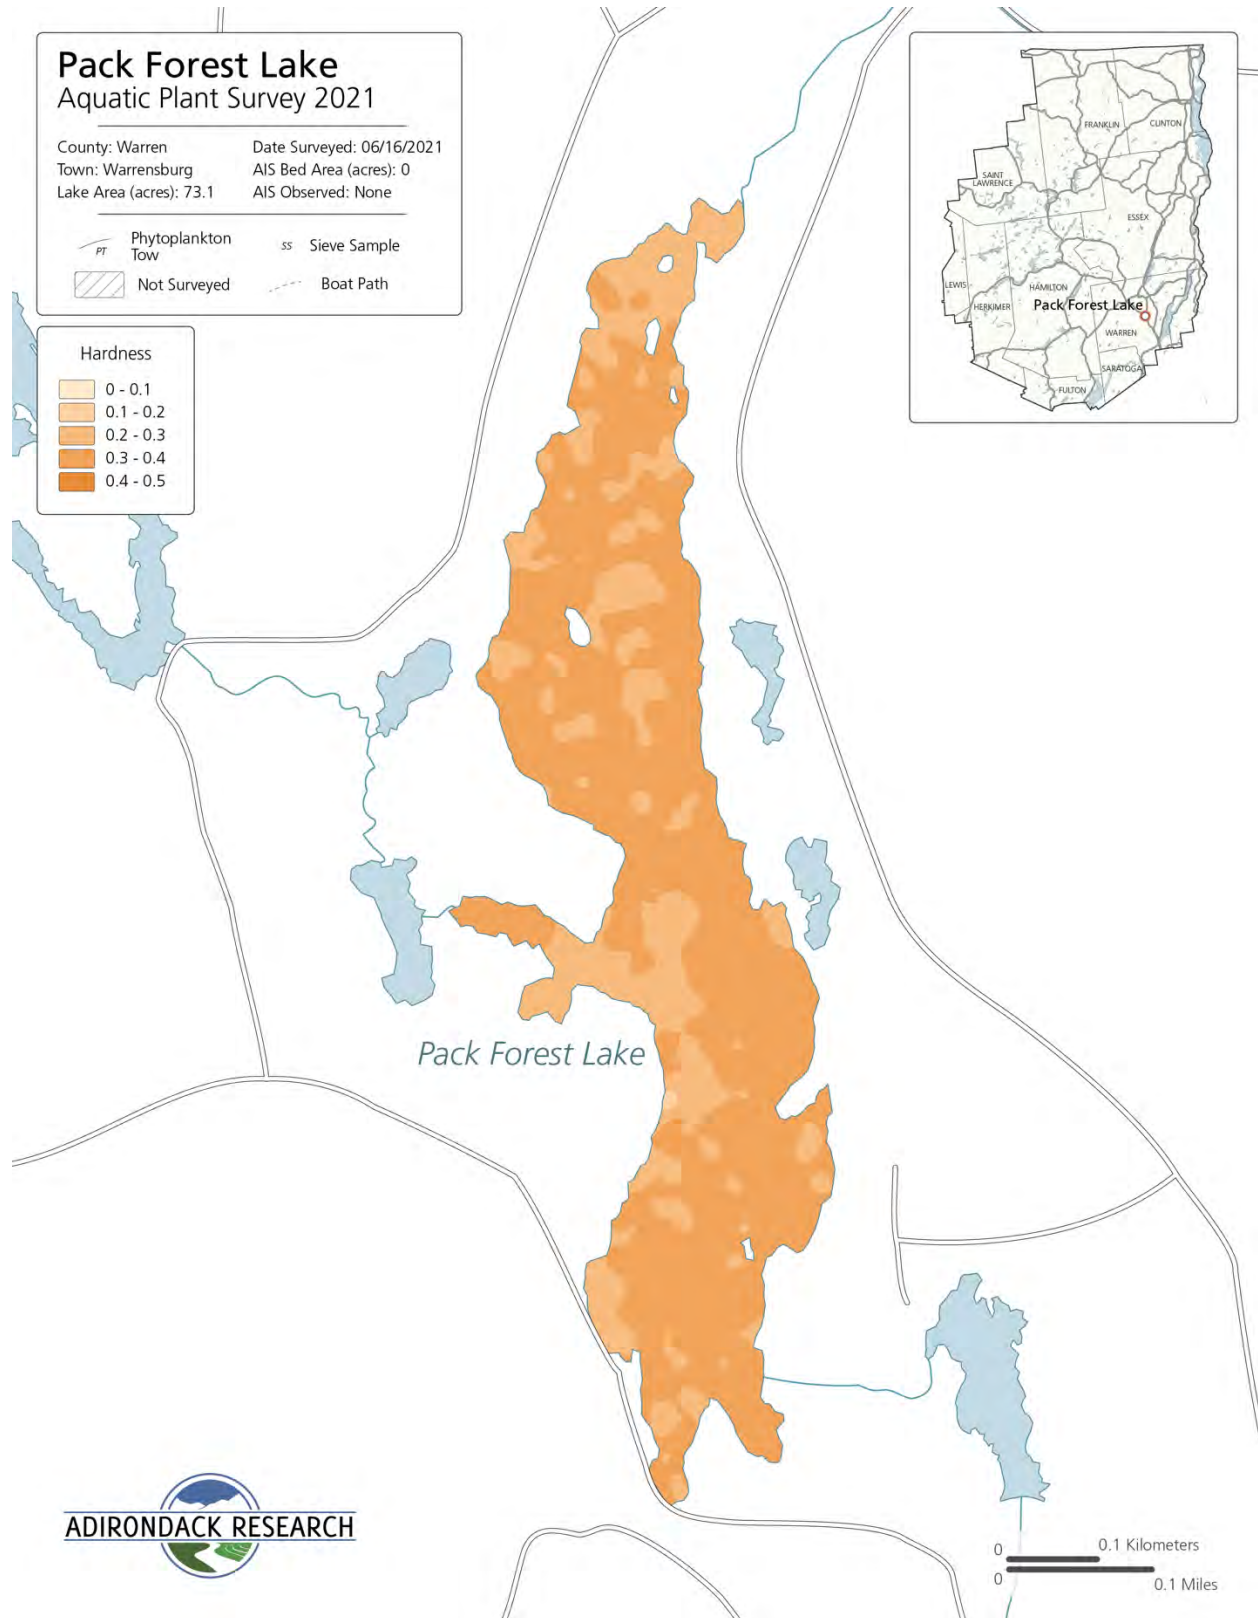 Pack Forest Lake
Aquatic Plant Survey 2021
County: Warren
Date Surveyed: 06/16/2021
Town: Warrensburg
AIS Bed Area (acres): 0
Lake Area (acres): 73.1
AIS Observed: None
PT
Phytoplankton
Tow
SS
Sieve Sample
Not Surveyed
Boat Path
Hardness
0 - 0.1
0.1 - 0.2
0.2 - 0.3
0.3 - 0.4
0.4 - 0.5
FRANKLIN
CLINTON
SAINT
LAWRENCE
ESSEX
LEWIS
HAMILTON
HERKIMER
Pack Forest Lake
WARREN
SARATOGA
FULTON
Pack Forest Lake
ADIRONDACK RESEARCH
0
0.1 Kilometers
0
0.1 Miles